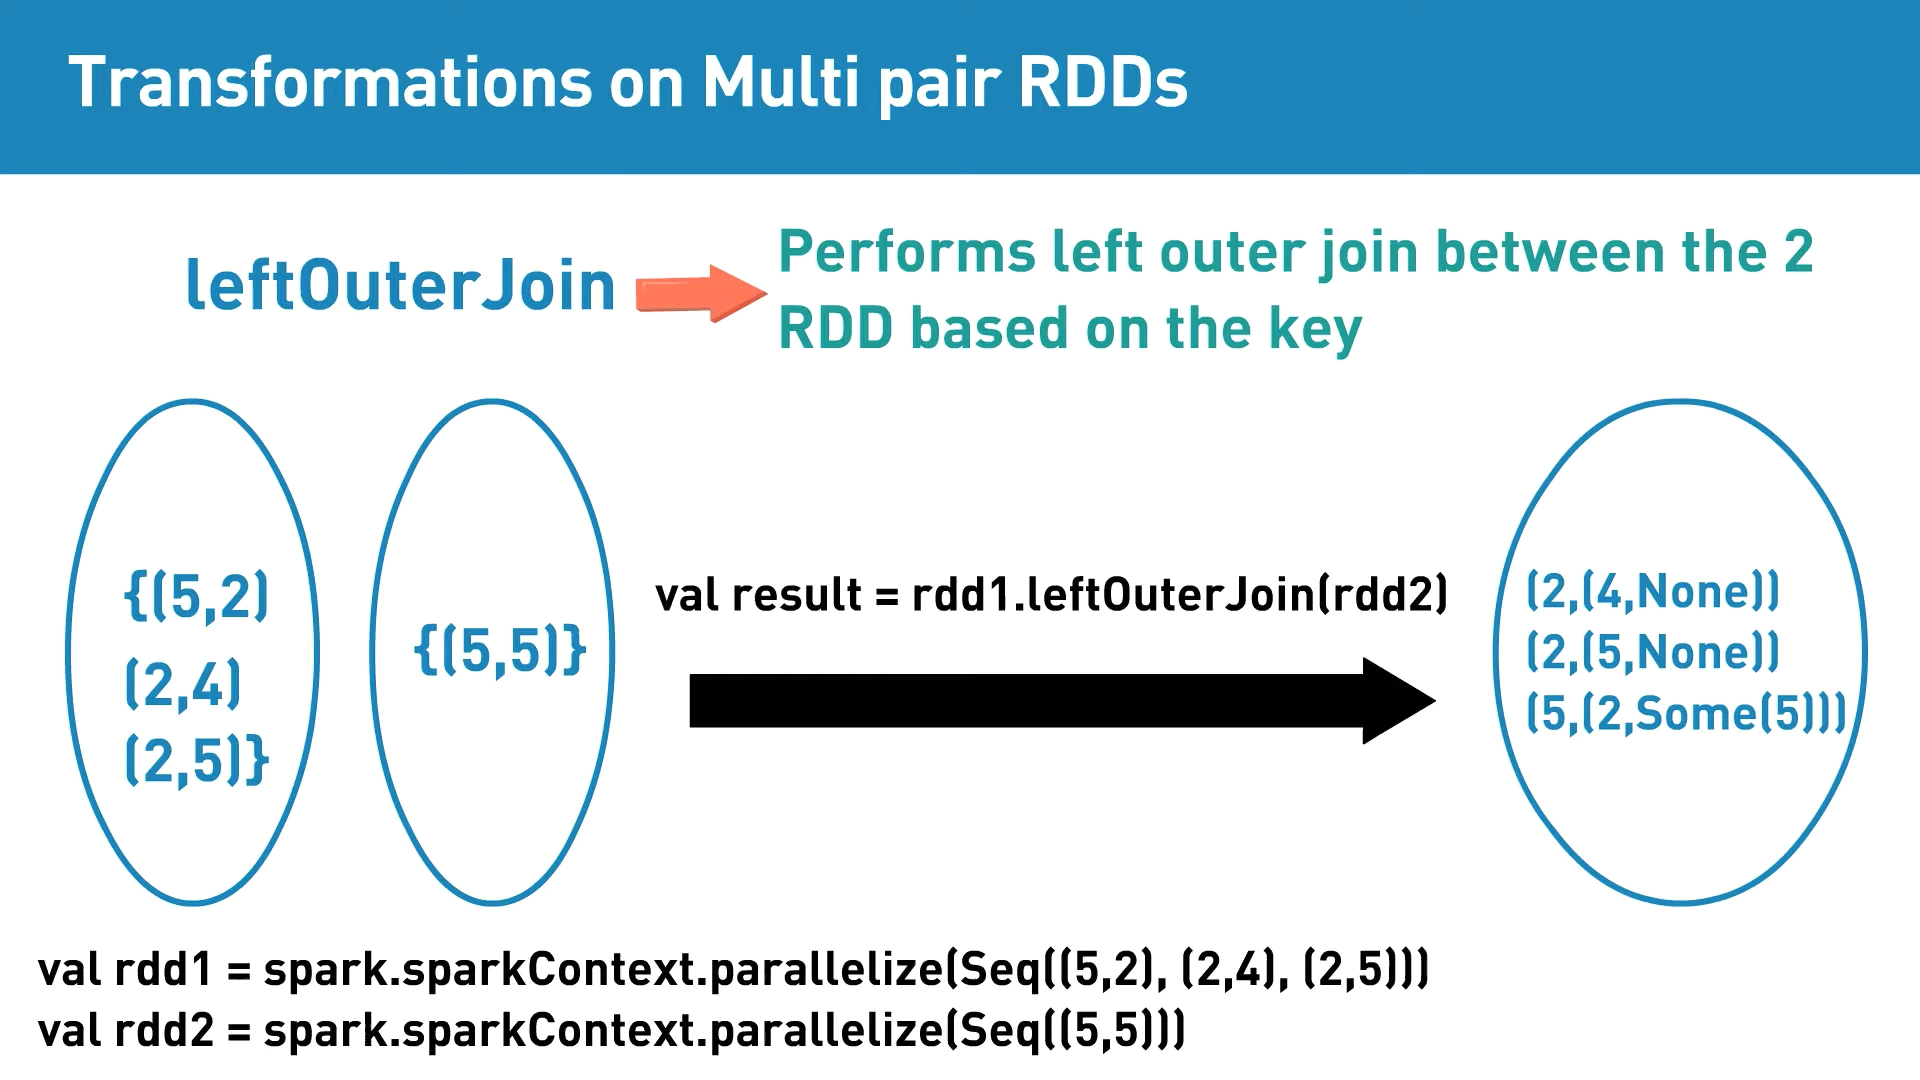 Transformations on Multi pair RDDs
leftOuterJoin
Performs left outer join between the 2
RDD based on the key
{(5,2)
(2,4)
(2,5)}
{(5,5)}
val result = rdd1.leftOuterJoin(rdd2)
(2,(4,None))
(2,(5,None))
(5,(2,Some(5)))
val rdd1 = spark.sparkContext.parallelize(Seq((5,2), (2,4), (2,5)))
val rdd2 = spark.sparkContext.parallelize(Seq((5,5)))